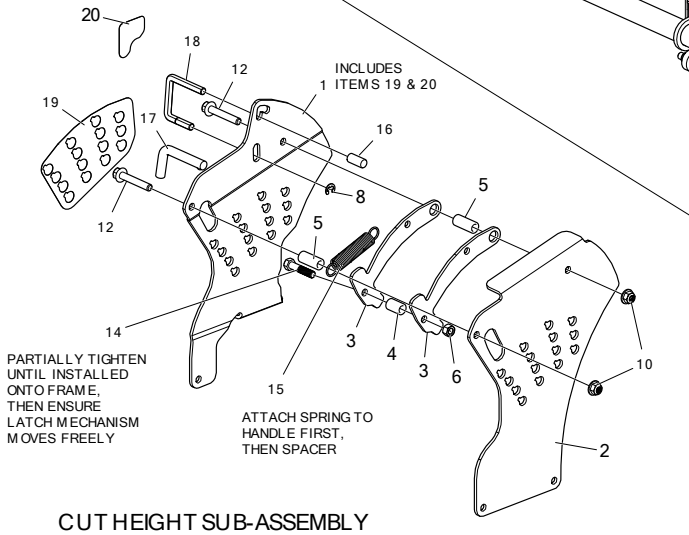 20
18
12
INCLUDES
1 ITEMS 19 & 20
19
17
16
8
5
12
5
14
3
4
3
6
10
15
PARTIALLY TIGHTEN
UNTIL INSTALLED
ONTO FRAME,
THEN ENSURE
LATCH MECHANISM
MOVES FREELY
ATTACH SPRING TO
HANDLE FIRST,
THEN SPACER
2
CUT HEIGHT SUB-ASSEMBLY